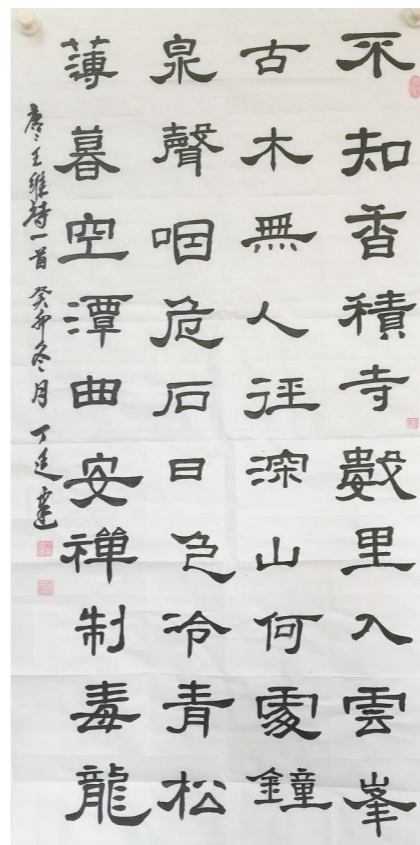 不知香積寺數里入雲峯
古木無人徑深山何處鐘
泉聲咽危石日色冷青松
薄暮空潭曲安禪制毒龍
唐王維詩一首癸卯冬月丁廷